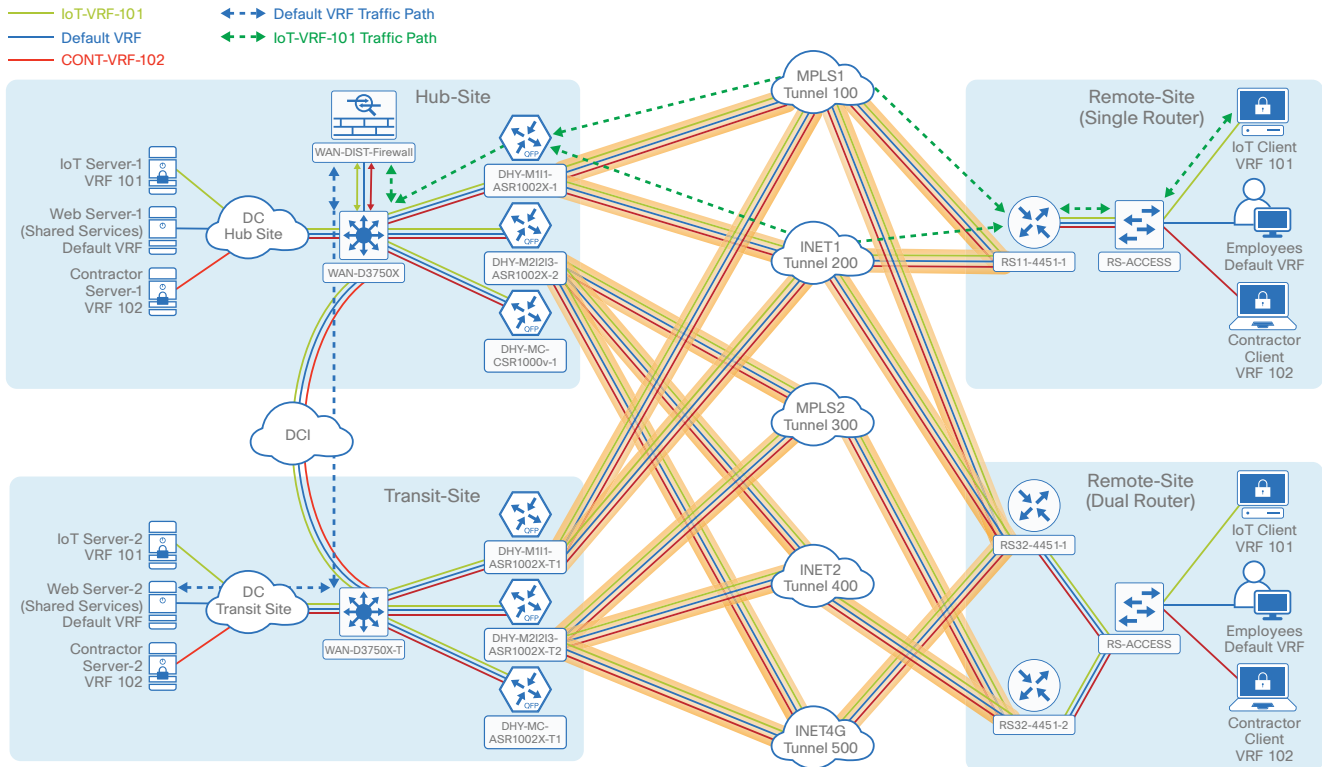 IoT-VRF-101
Default VRF
CONT-VRF-102
Default VRF Traffic Path
IoT-VRF-101 Traffic Path
Hub-Site
WAN-DIST-Firewall
IoT Server-1
VRF 101
Web Server-1
(Shared Services)
Default VRF
Contractor
Server-1
VRF 102
DC
Hub Site
WAN-D3750X
QFP
DHY-M1I1-
ASR1002X-1
QFP
DHY-M2I2I3-
ASR1002X-2
QFP
DHY-MC-
CSR1000v-1
DCI
Transit-Site
IoT Server-2
VRF 101
Web Server-2
(Shared Services)
Default VRF
Contractor
Server-2
VRF 102
DC
Transit Site
WAN-D3750X-T
QFP
DHY-M1I1-
ASR1002X-T1
QFP
DHY-M2I2I3-
ASR1002X-T2
QFP
DHY-MC-
ASR1002X-T1
MPLS1
Tunnel 100
INET1
Tunnel 200
MPLS2
Tunnel 300
INET2
Tunnel 400
INET4G
Tunnel 500
Remote-Site
(Single Router)
RS11-4451-1
RS-ACCESS
IoT Client
VRF 101
Employees
Default VRF
Contractor
Client
VRF 102
Remote-Site
(Dual Router)
RS32-4451-1
RS32-4451-2
RS-ACCESS
IoT Client
VRF 101
Employees
Default VRF
Contractor
Client
VRF 102